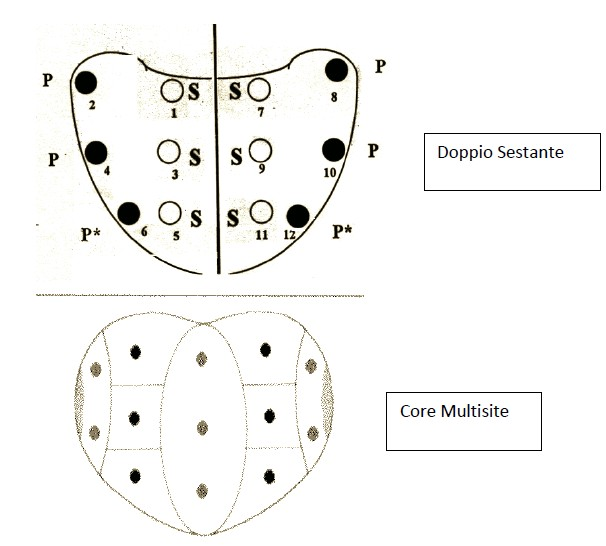 P P
2 1 S S 7 8
P P
4 3 S S 9 10
P* 6 5 S S 11 12 P*
Doppio Sestante
Core Multisite